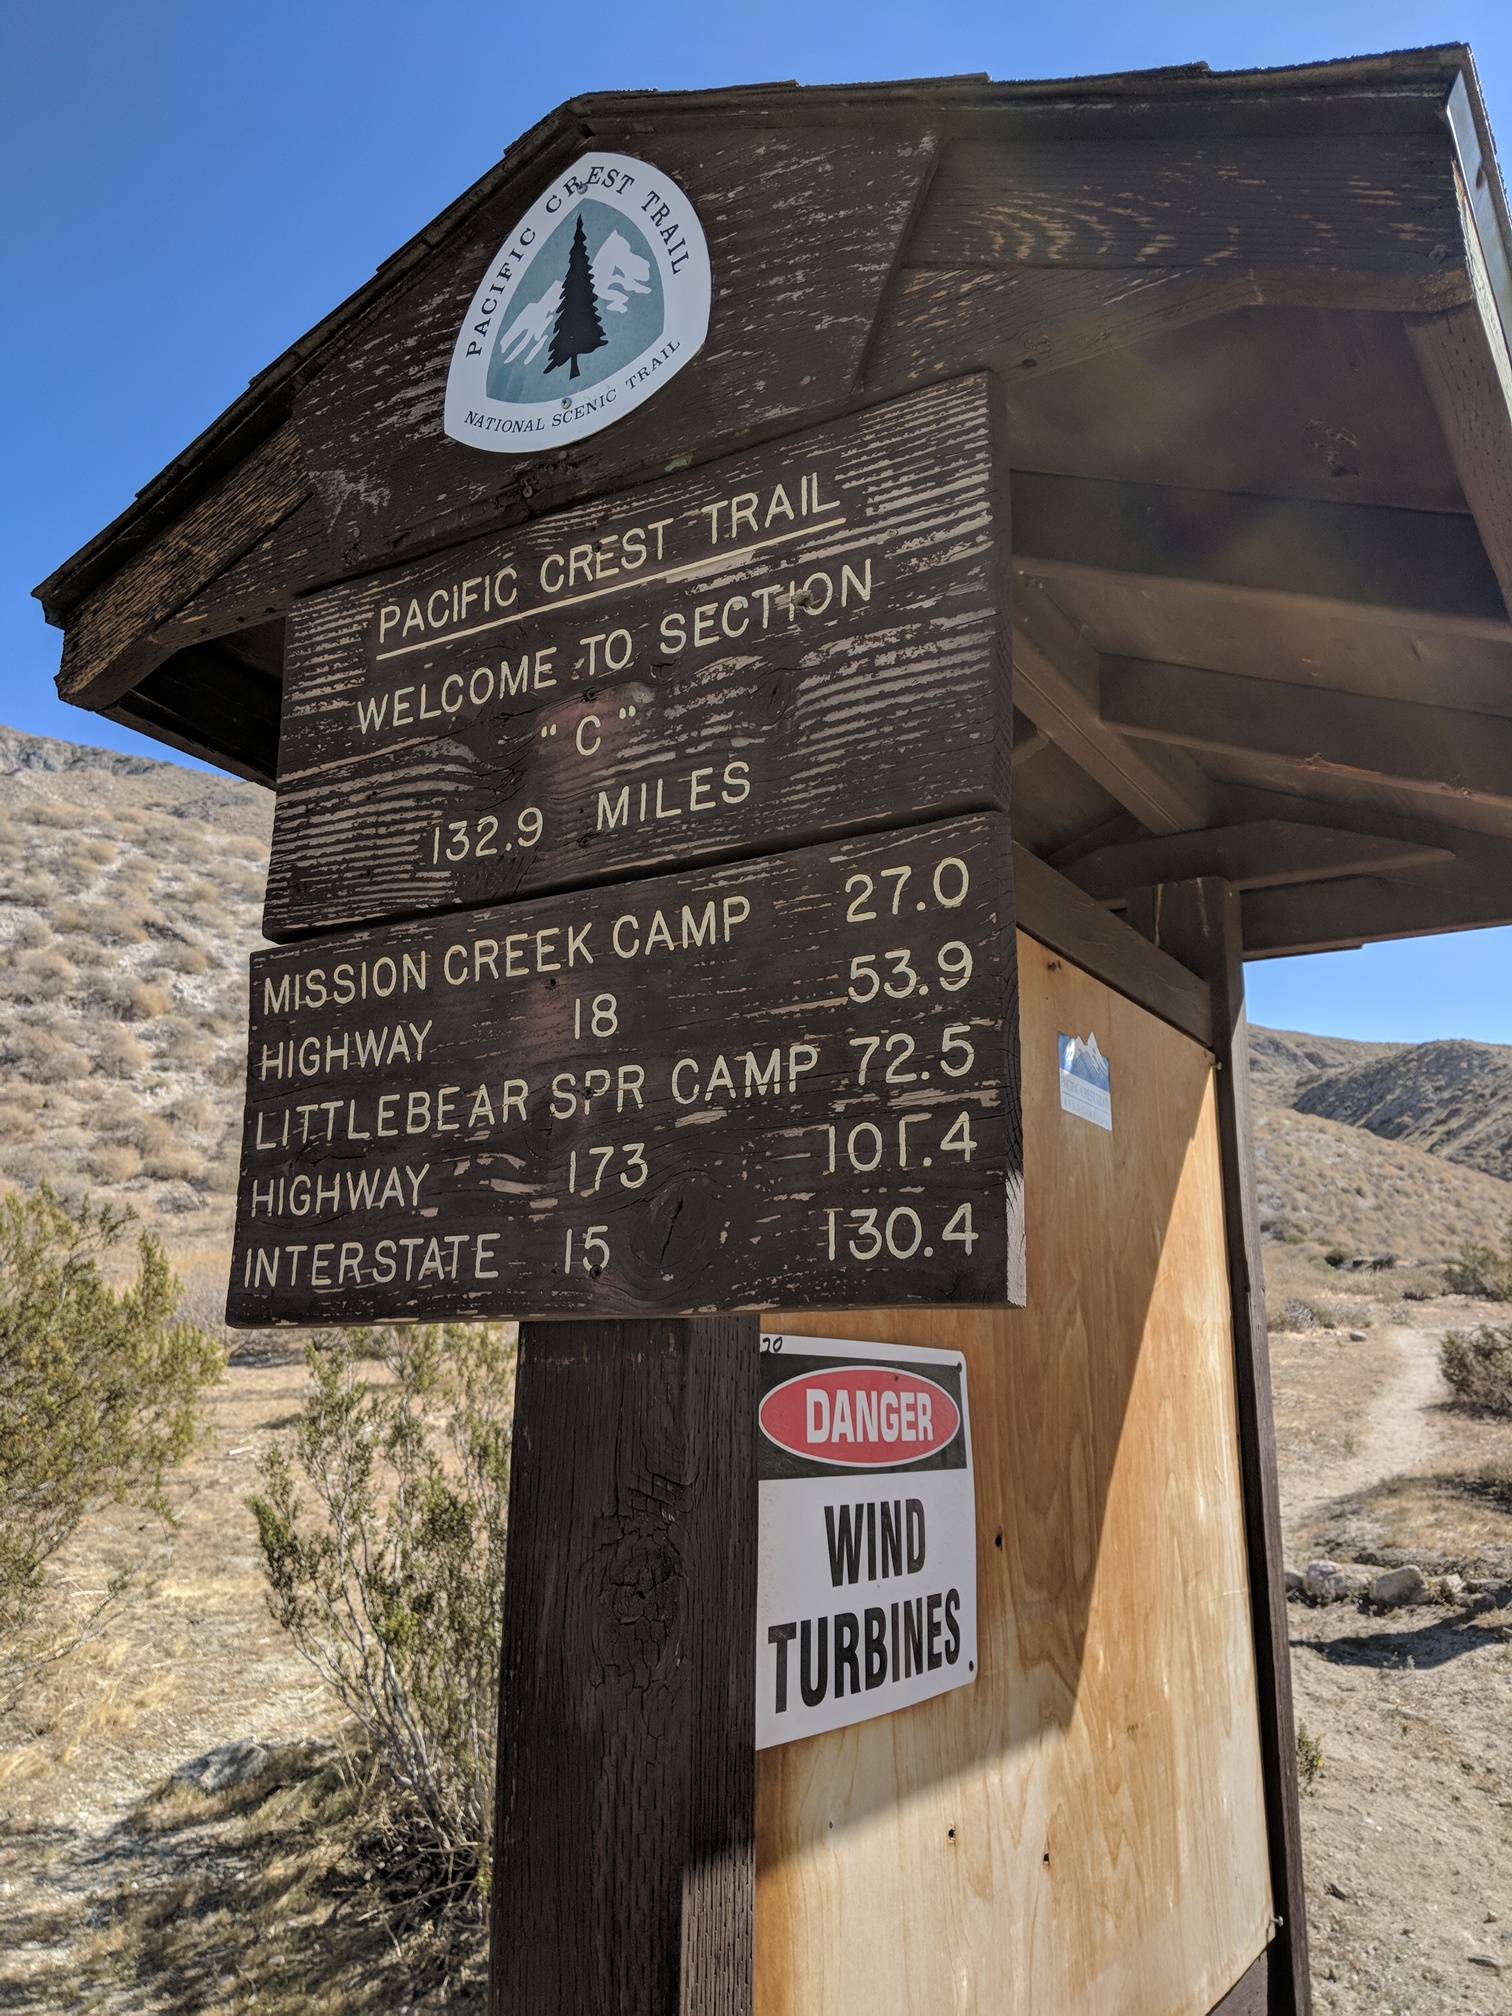 PACIFIC CREST TRAIL
NATIONAL SCENIC TRAIL
PACIFIC CREST TRAIL
WELCOME TO SECTION
"C"
132.9 MILES
MISSION CREEK CAMP 27.0
HIGHWAY 18 53.9
LITTLEBEAR SPR CAMP 72.5
HIGHWAY 173 101.4
INTERSTATE 15 130.4
70
DANGER
WIND
TURBINES